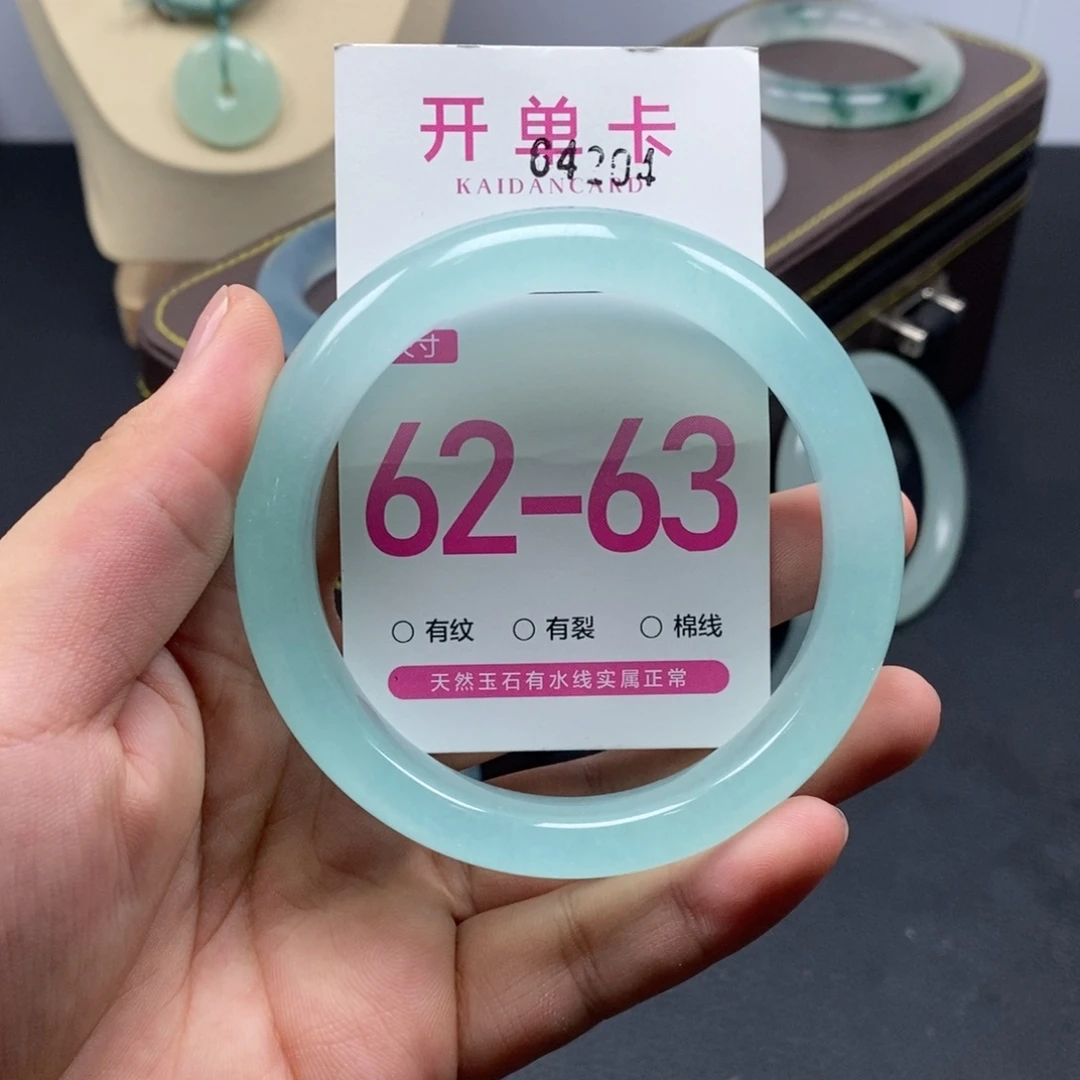 开单卡
64204
KAIDANCARD
寸
62-63
○ 有纹 ○ 有裂 ○ 棉线
天然玉石有水线实属正常